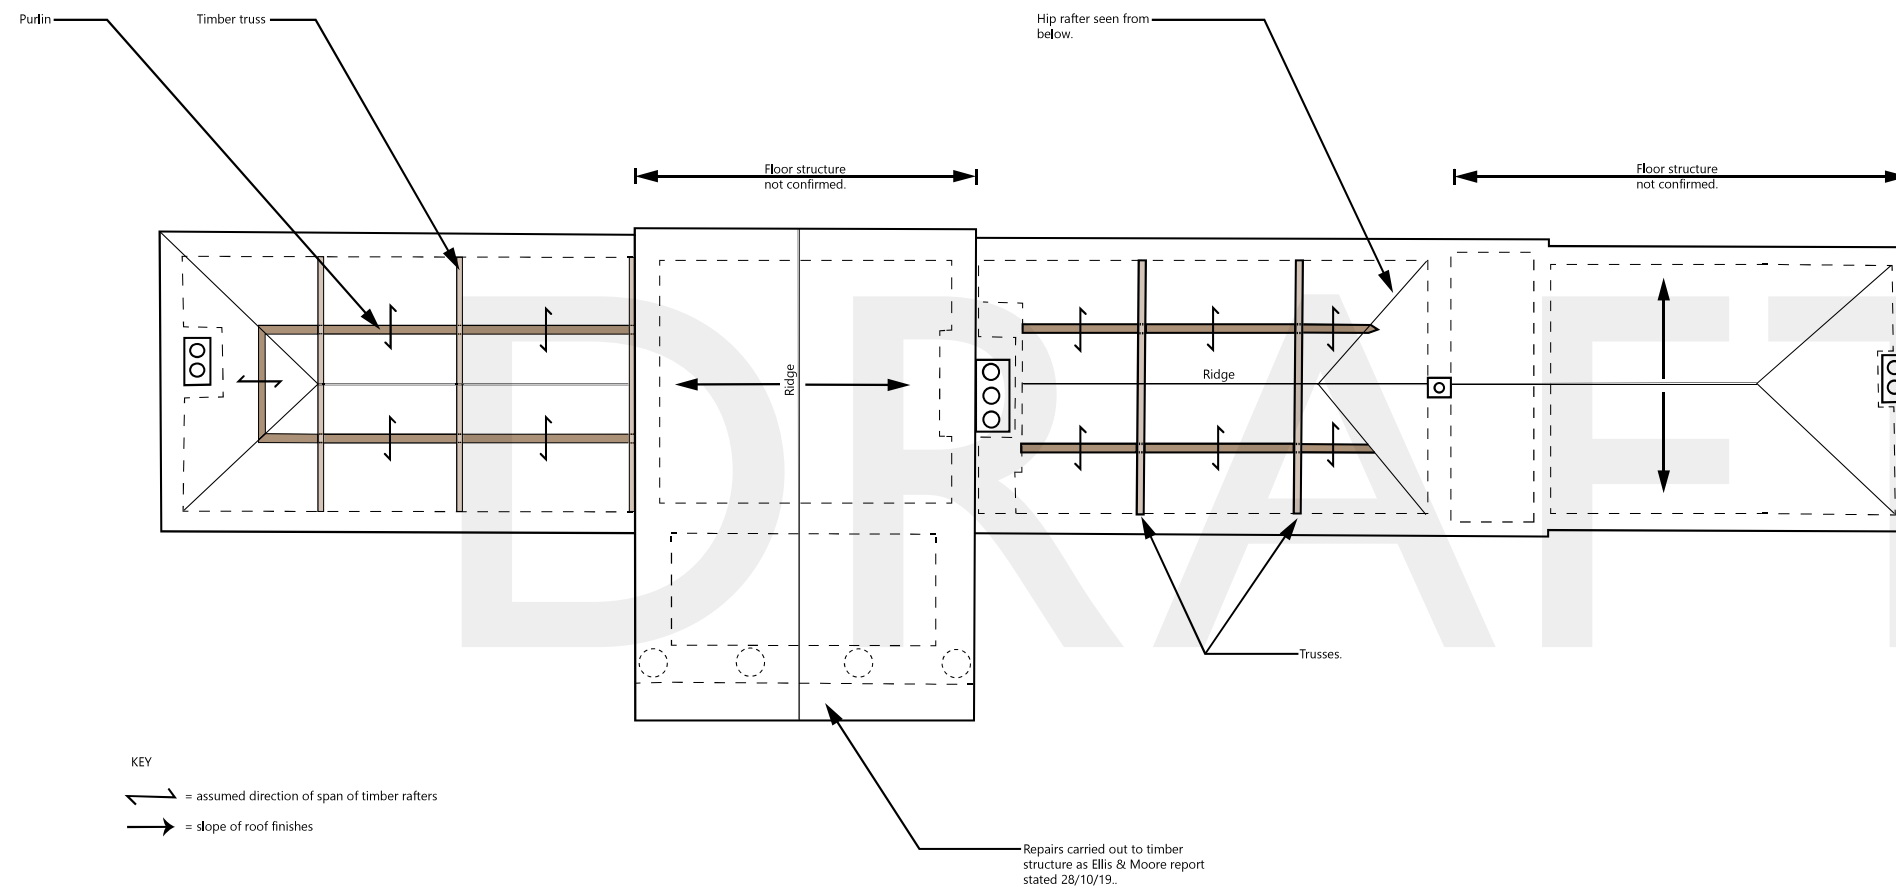 Purlin
Timber truss
Hip rafter seen from
below.
Floor structure
not confirmed.
Floor structure
not confirmed.
DRAFT
Ridge
Ridge
Trusses.
KEY
= assumed direction of span of timber rafters
= slope of roof finishes
Repairs carried out to timber
structure as Ellis & Moore report
stated 28/10/19..